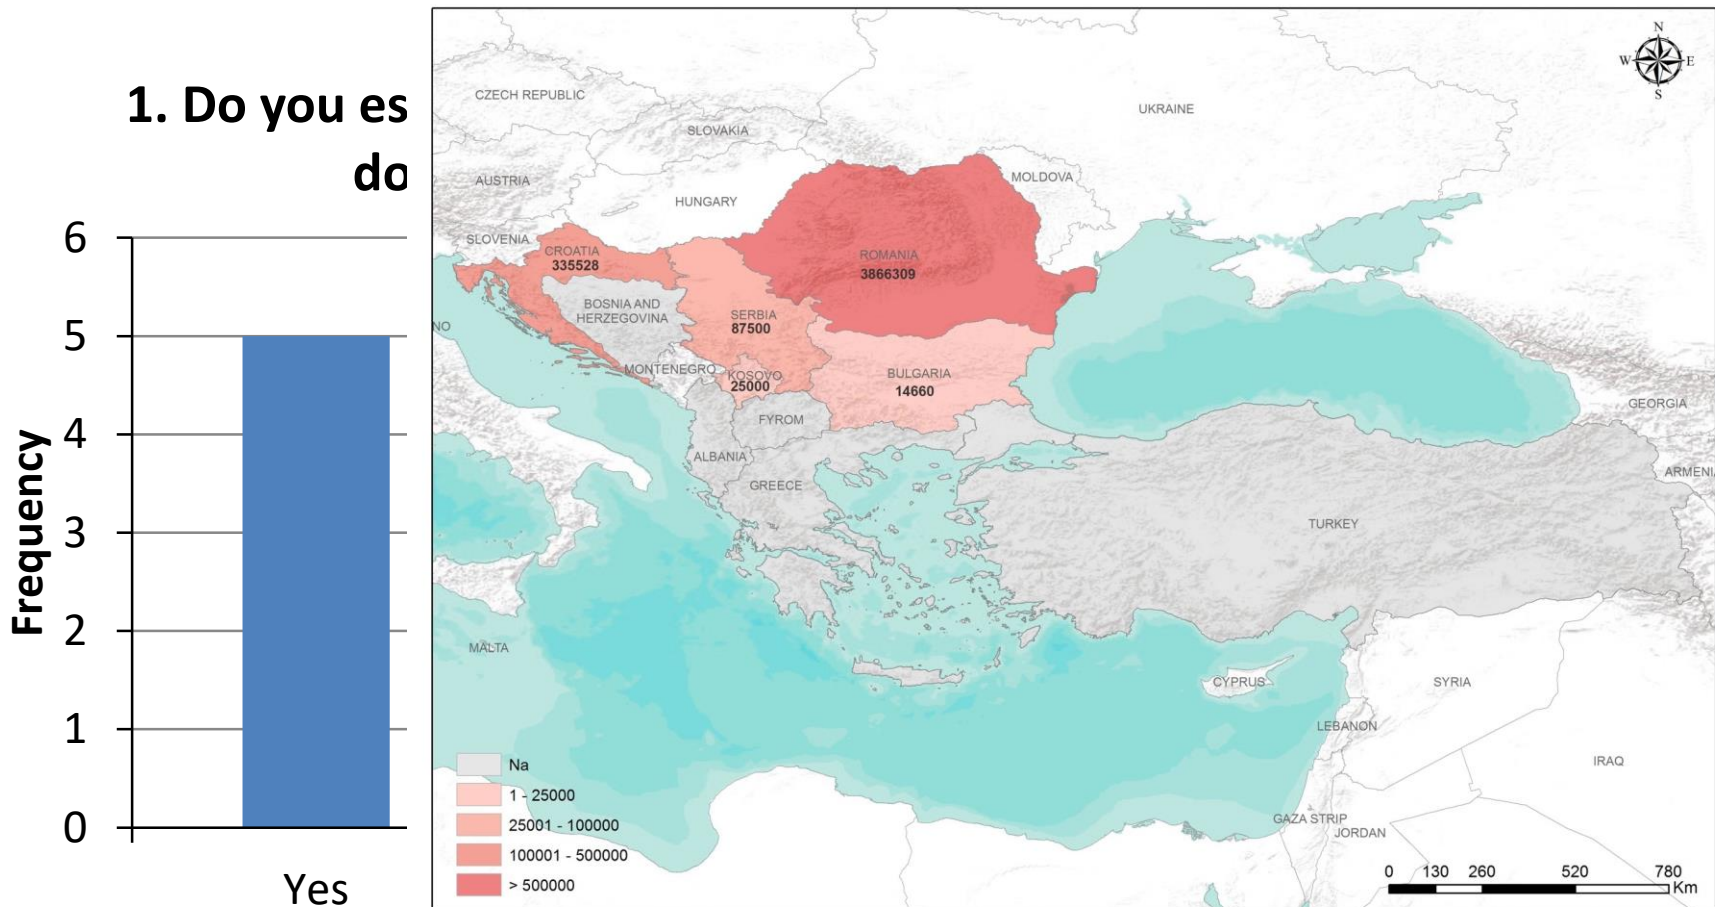 1. Do you es
do
6
5
4
3
2
1
0
Frequency
Yes
N
W E
S
CZECH REPUBLIC
UKRAINE
SLOVAKIA
AUSTRIA
MOLDOVA
HUNGARY
SLOVENIA
CROATIA
335528
ROMANIA
3866309
BOSNIA AND
HERZEGOVINA
SERBIA
87500
NO
MONTENEGRO
KOSOVO
25000
BULGARIA
14660
FYROM
GEORGIA
ALBANIA
ARMENIA
GREECE
TURKEY
MALTA
CYPRUS
SYRIA
LEBANON
IRAQ
GAZA STRIP
JORDAN
Na
1 - 25000
25001 - 100000
100001 - 500000
> 500000
0 130 260 520 780
Km